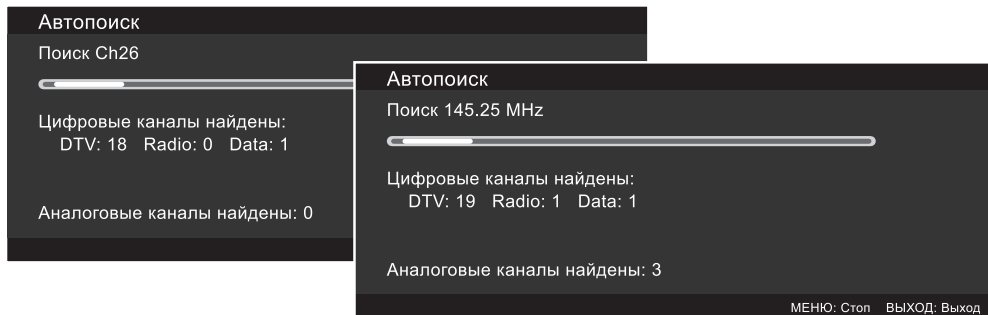 Автопоиск
Поиск Ch26
Цифровые каналы найдены:
DTV: 18 Radio: 0 Data: 1
Аналоговые каналы найдены: 0
Автопоиск
Поиск 145.25 MHz
Цифровые каналы найдены:
DTV: 19 Radio: 1 Data: 1
Аналоговые каналы найдены: 3
МЕНЮ: Стоп ВЫХОД: Выход